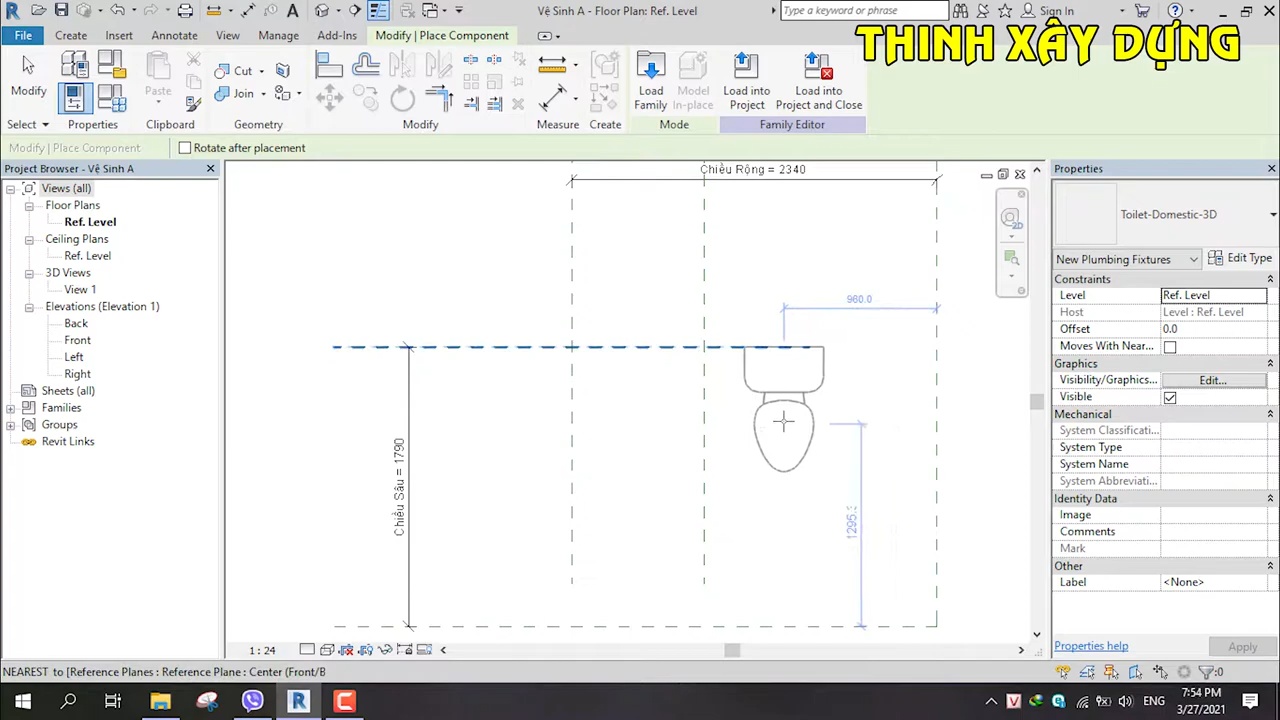 Vệ Sinh A - Floor Plan: Ref. Level
Type a keyword or phrase
Sign In
THINH XÂY DỰNG
File
Create
Insert
Annotate
View
Manage
Add-Ins
Modify | Place Component
Modify
Paste
Cut
Join
Load Family
Model In-place
Load into Project
Load into Project and Close
Select
Properties
Clipboard
Geometry
Modify
Measure
Create
Mode
Family Editor
Modify | Place Component
Rotate after placement
Project Browser - Vệ Sinh A
Views (all)
Floor Plans
Ref. Level
Ceiling Plans
Ref. Level
3D Views
View 1
Elevations (Elevation 1)
Back
Front
Left
Right
Sheets (all)
Families
Groups
Revit Links
Chiều Rộng = 2340
960.0
Chiều Sâu = 1790
2D
1 : 24
Properties
Toilet-Domestic-3D
New Plumbing Fixtures
Edit Type
Constraints
Level
Ref. Level
Host
Level : Ref. Level
Offset
0.0
Moves With Near...
Graphics
Visibility/Graphics...
Edit...
Visible
Mechanical
System Classificati...
System Type
System Name
System Abbreviati...
Identity Data
Image
Comments
Mark
Other
Label
<None>
Properties help
Apply
NEAREST to [Reference Planes : Reference Plane : Center (Front/B
:0
ENG
7:54 PM
3/27/2021